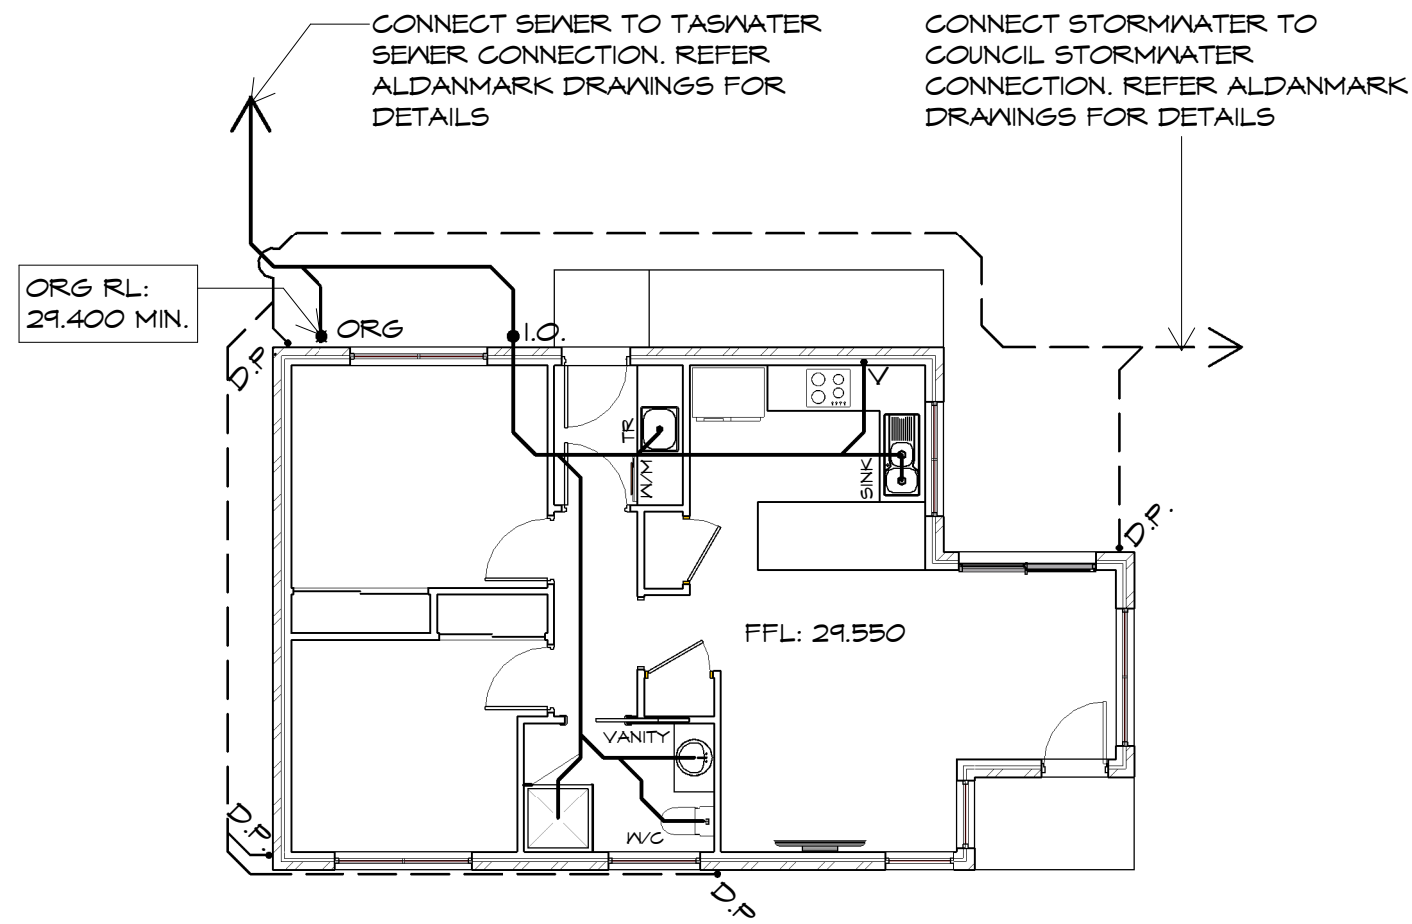 CONNECT SEWER TO TASWATER
SEWER CONNECTION. REFER
ALDANMARK DRAWINGS FOR
DETAILS
CONNECT STORMWATER TO
COUNCIL STORMWATER
CONNECTION. REFER ALDANMARK
DRAWINGS FOR DETAILS
ORG RL:
29.400 MIN.
ORG
I.O.
D.P.
V
TR
W/M
SINK
D.P.
FFL: 29.550
VANITY
W/C
D.P.
D.P